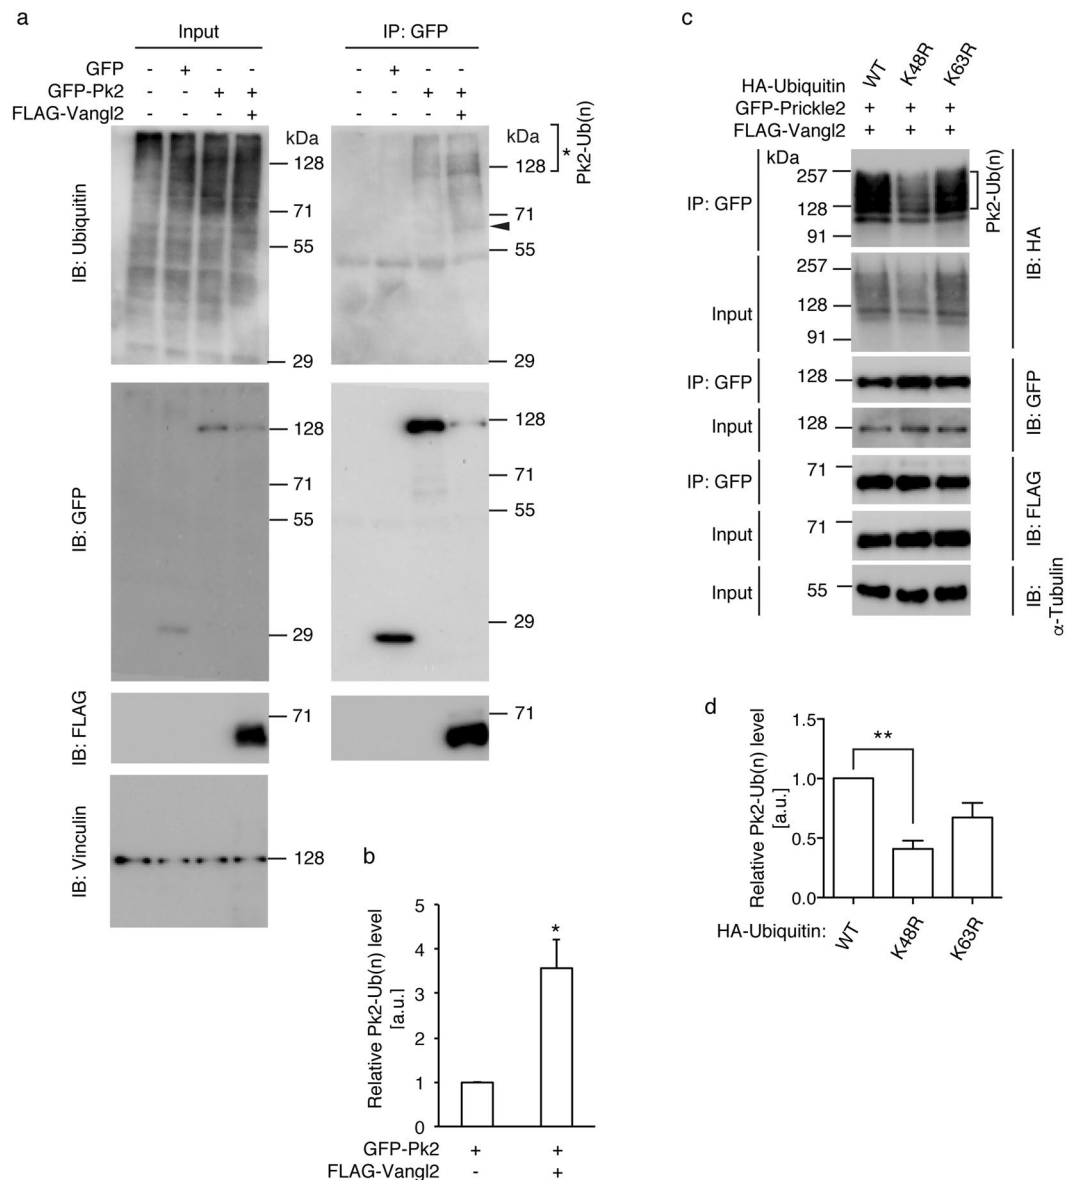 a
Input
IP: GFP
GFP - + - - - + - -
GFP-Pk2 - - + + - - + +
FLAG-Vangl2 - - - + - - - +
IB: Ubiquitin
kDa
128
71
55
29
kDa
128
71
55
29
*
Pk2-Ub(n)
IB: GFP
128
71
55
29
128
71
55
29
IB: FLAG
71
71
IB: Vinculin
128
b
Relative Pk2-Ub(n) level
[a.u.]
5
4
3
2
1
0
*
GFP-Pk2 + +
FLAG-Vangl2 - +
c
HA-Ubiquitin WT K48R K63R
GFP-Prickle2 + + +
FLAG-Vangl2 + + +
kDa
IP: GFP
257
128
91
Pk2-Ub(n)
Input
257
128
91
IB: HA
IP: GFP
128
Input
128
IB: GFP
IP: GFP
71
Input
71
IB: FLAG
Input
55
IB:
α-Tubulin
d
Relative Pk2-Ub(n) level
[a.u.]
1.5
1.0
0.5
0.0
**
HA-Ubiquitin: WT K48R K63R